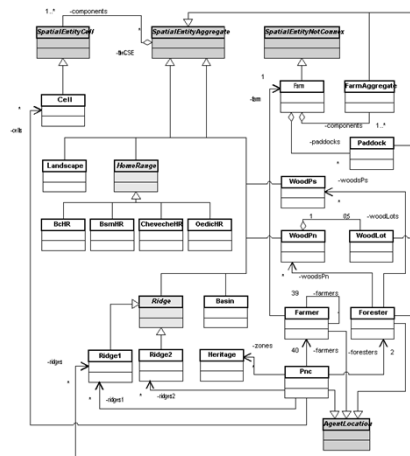 1..* -components
SpatialEntityCell
SpatialEntityAggregate
SpatialEntityNotConnex
-theCSE
*
*
Cell
-cells
1
Farm
FarmAggregate
-farm
-components 1..*
-paddocks
Paddock
*
Landscape
HomeRange
WoodPs
-woodsPs
*
BcHR
BsmHR
ChevecheHR
OedicHR
1
-woodLots
WoodPn
WoodLot
*
-woodsPn
Ridge
Basin
39
-farmers
Farmer
Forester
Ridge1
Ridge2
Heritage
-zones
*
40
-farmers
-foresters
2
-ridges
*
*
-ridges1
*
-ridges2
Pnc
AgentLocation